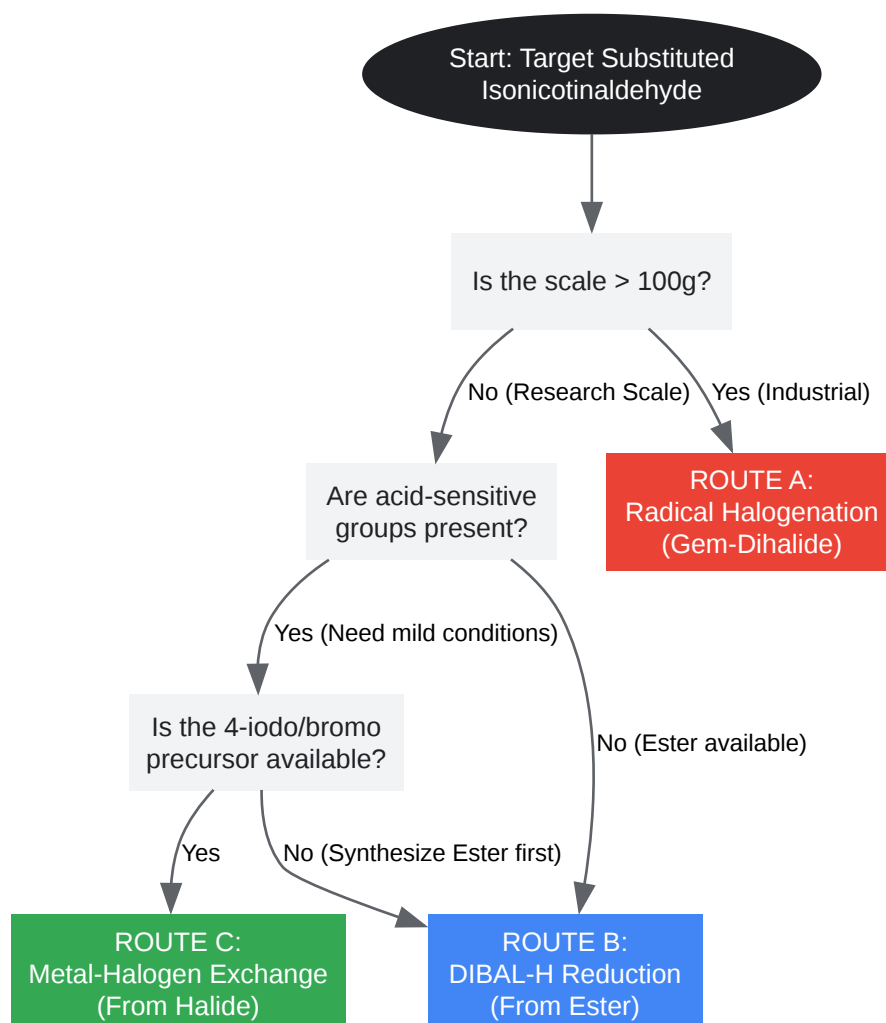 Start: Target Substituted
Isonicotinaldehyde
Is the scale > 100g?
No (Research Scale)
Yes (Industrial)
Are acid-sensitive
groups present?
ROUTE A:
Radical Halogenation
(Gem-Dihalide)
Yes (Need mild conditions)
Is the 4-iodo/bromo
precursor available?
No (Ester available)
Yes
No (Synthesize Ester first)
ROUTE C:
Metal-Halogen Exchange
(From Halide)
ROUTE B:
DIBAL-H Reduction
(From Ester)